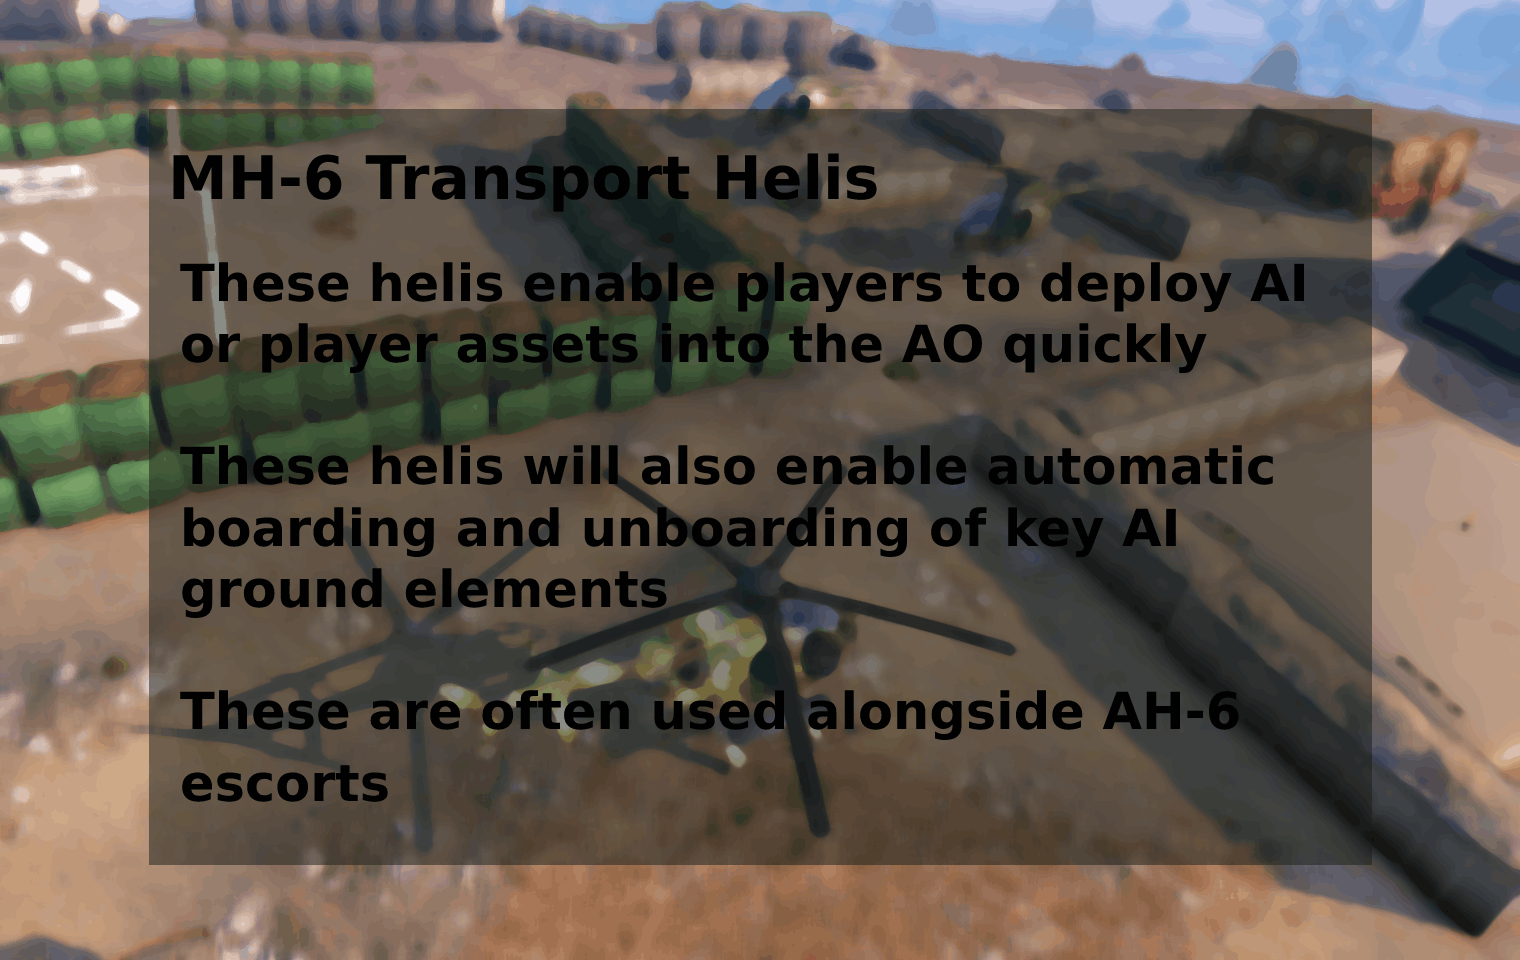 MH-6 Transport Helis
These helis enable players to deploy AI
or player assets into the AO quickly
These helis will also enable automatic
boarding and unboarding of key AI
ground elements
These are often used alongside AH-6
escorts